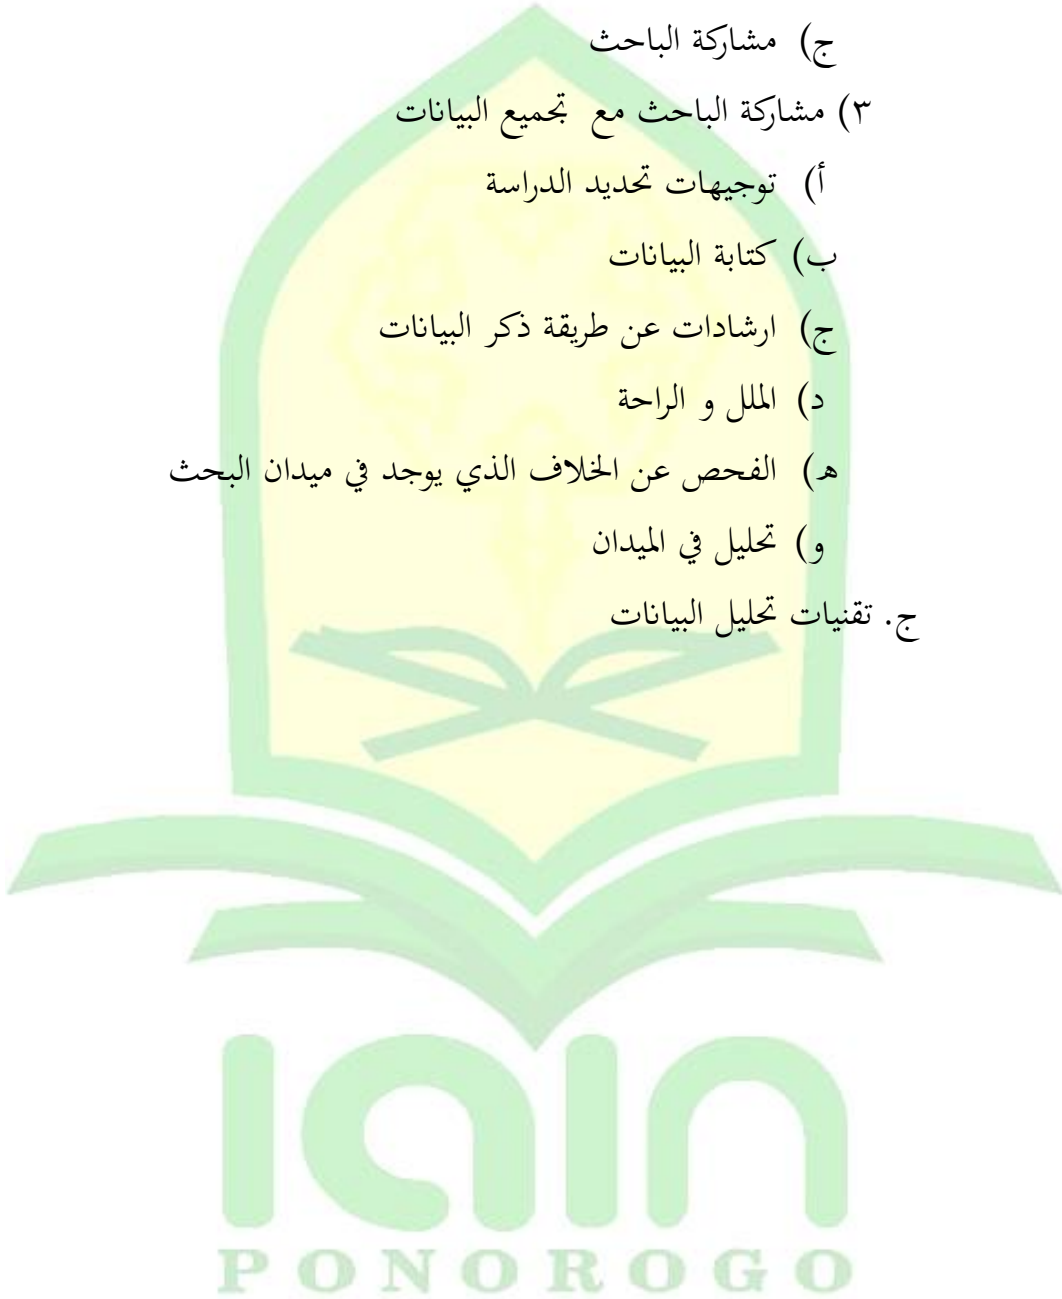 ج) مشاركة الباحث
٣) مشاركة الباحث مع تجميع البيانات
أ) توجيهات تحديد الدراسة
ب) كتابة البيانات
ج) ارشادات عن طريقة ذكر البيانات
د) الملل و الراحة
ه) الفحص عن الخلاف الذي يوجد في ميدان البحث
و) تحليل في الميدان
ج. تقنيات تحليل البيانات
iain
PONOROGO